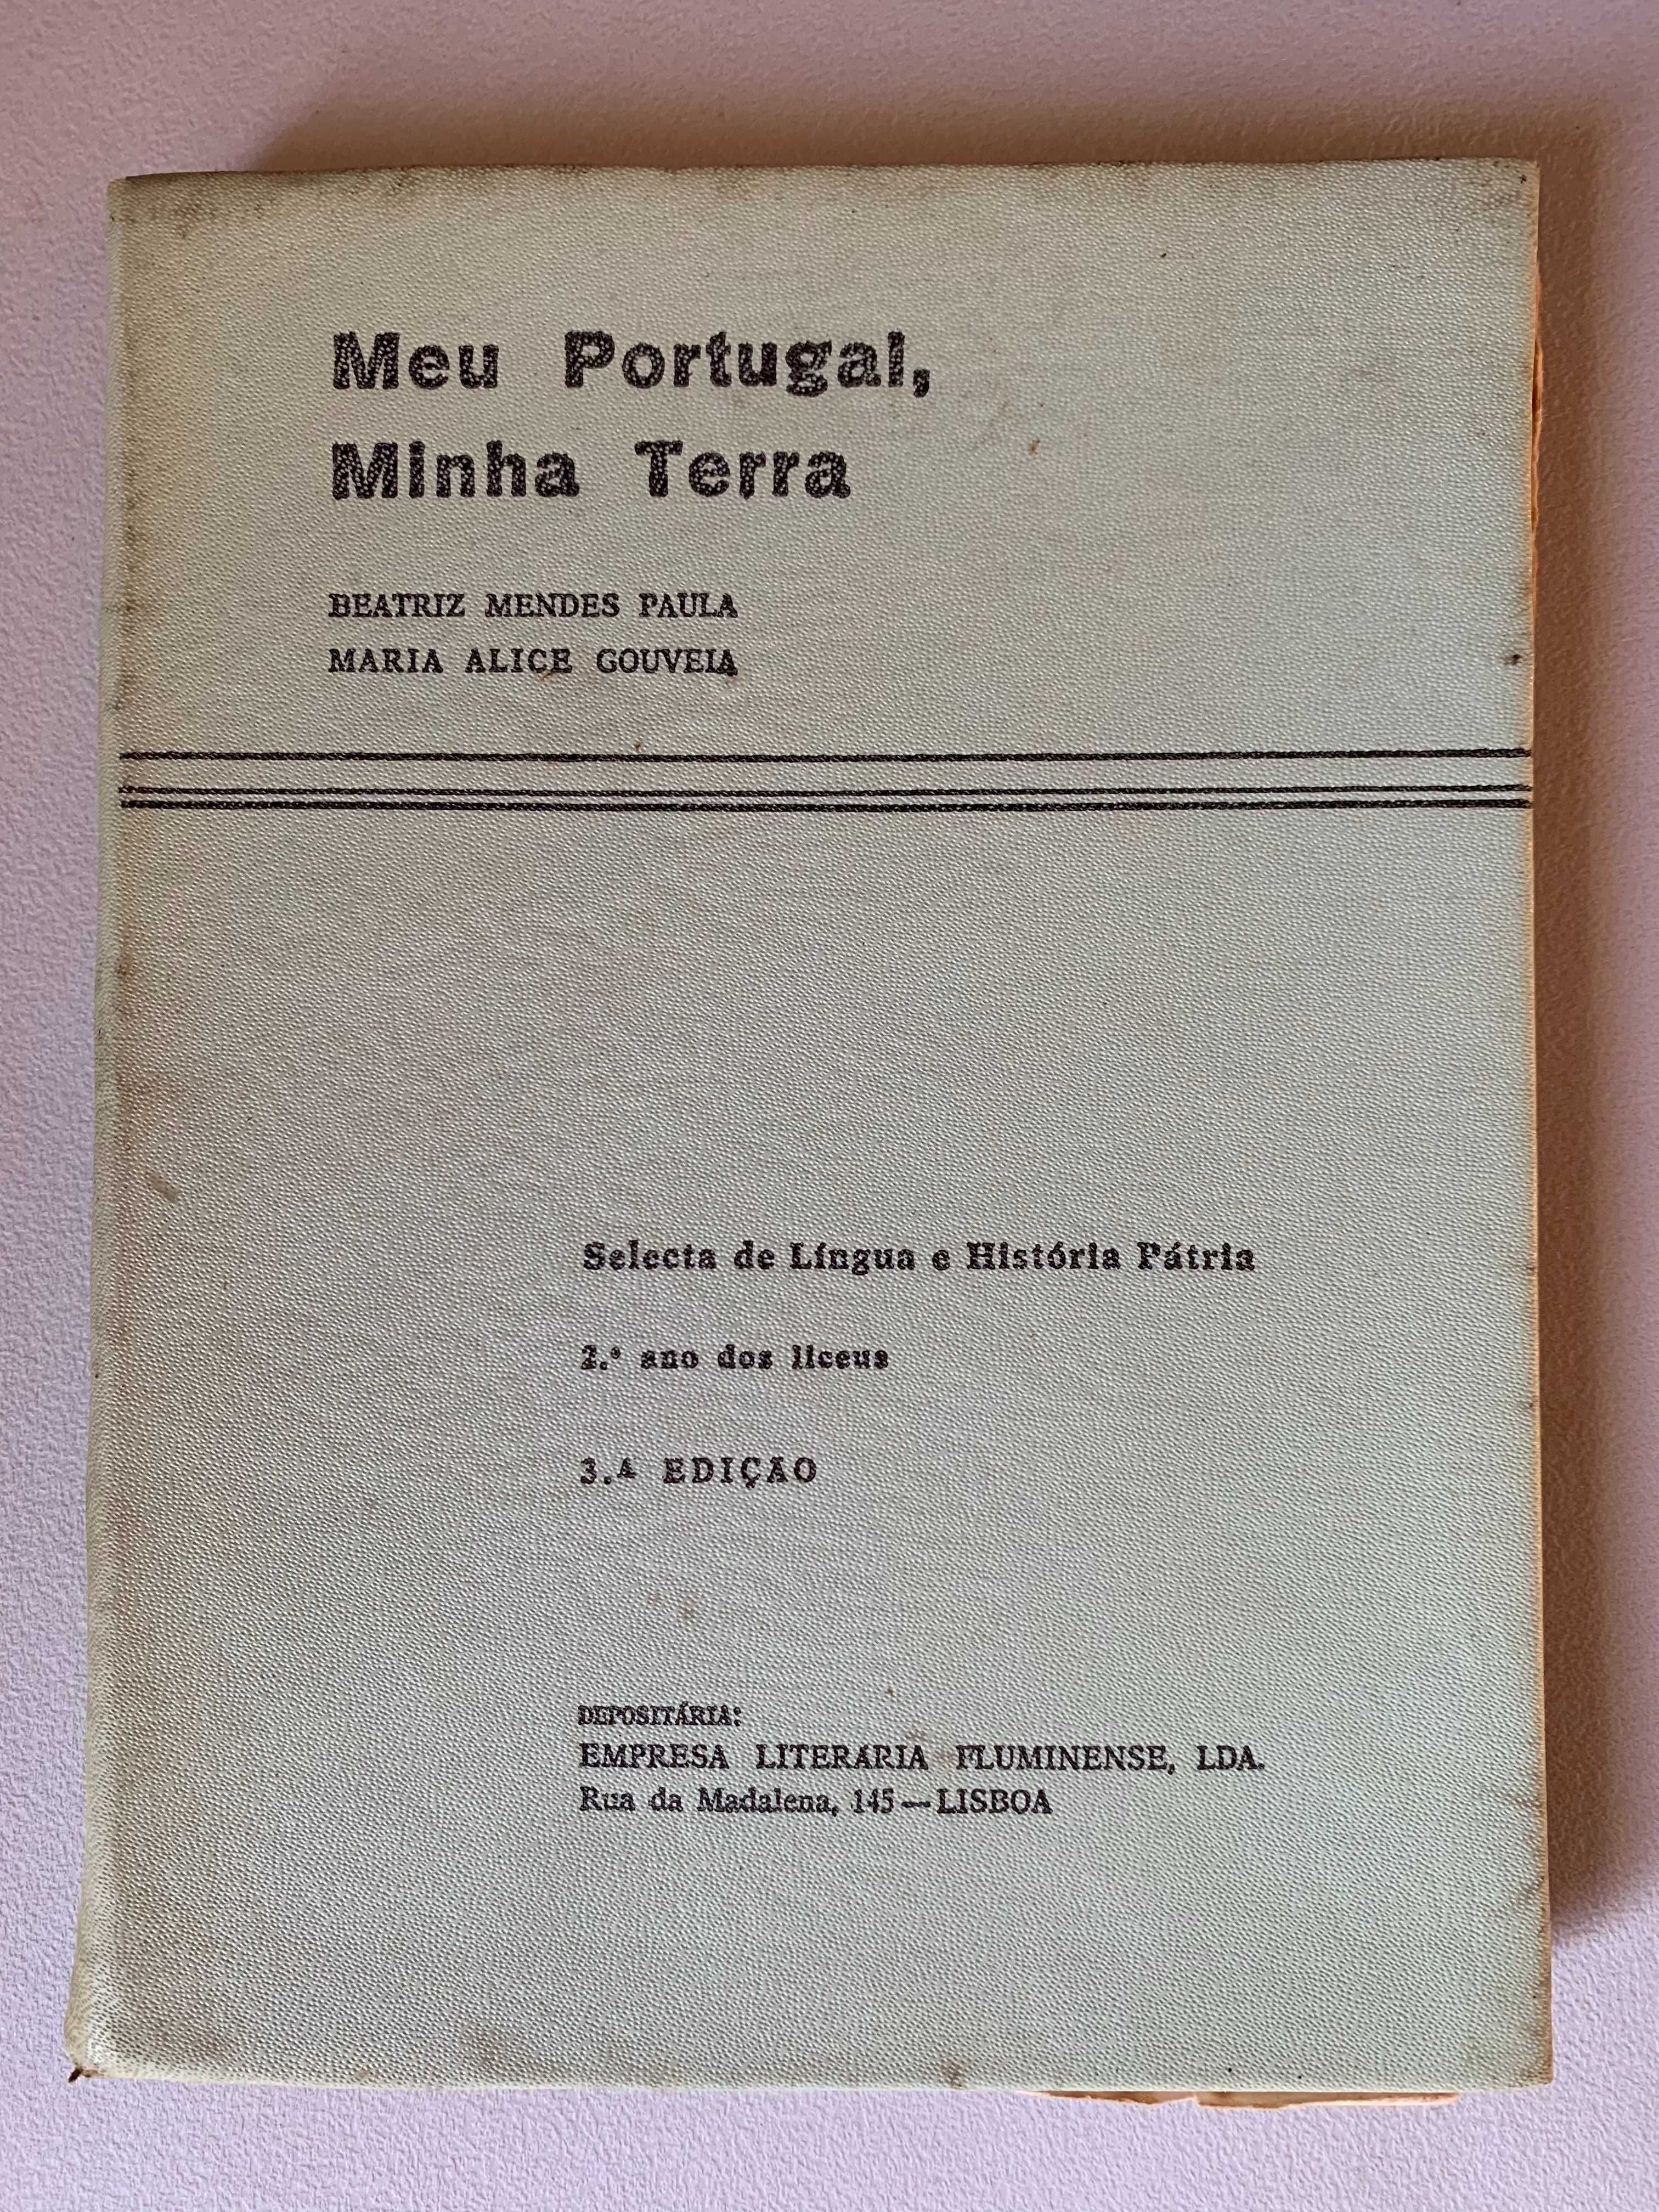 Meu Portugal,
Minha Terra
BEATRIZ MENDES PAULA
MARIA ALICE GOUVEIA
Selecta de Língua e História Pátria
2.º ano dos liceus
3.ª EDIÇÃO
DEPOSITÁRIA:
EMPRESA LITERÁRIA FLUMINENSE, LDA.
Rua da Madalena, 145 — LISBOA